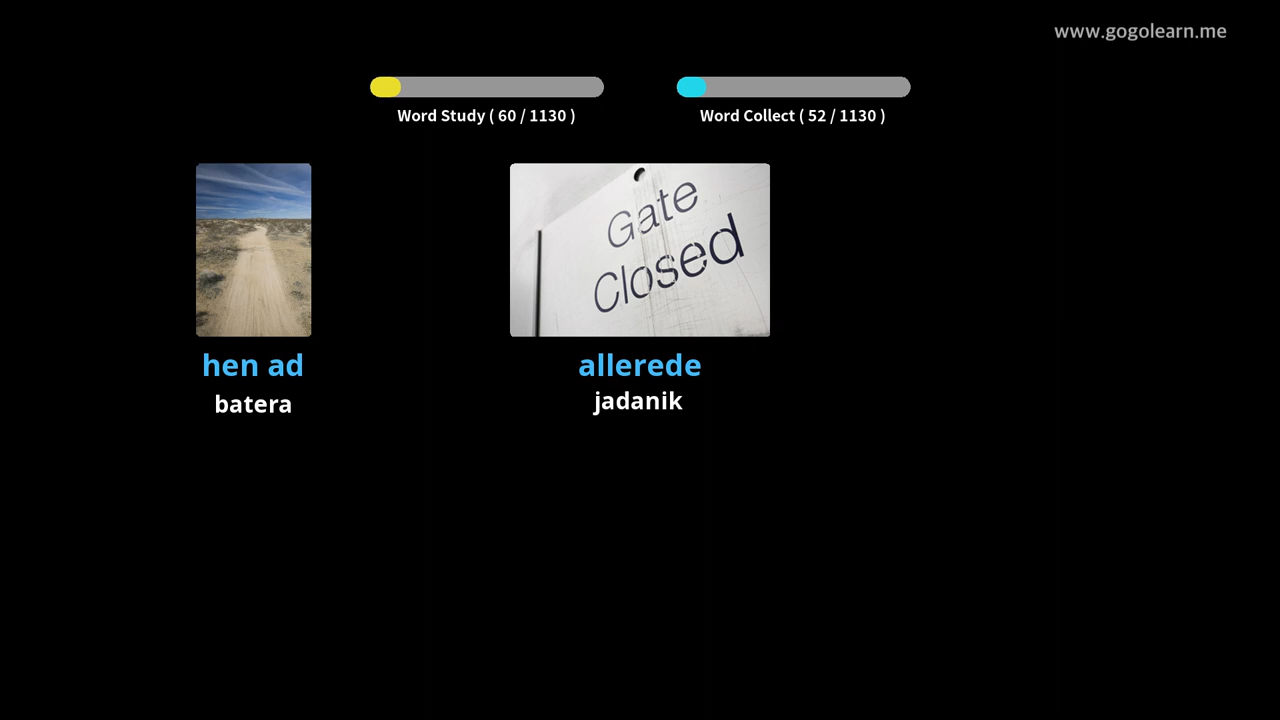 www.gogolearn.me
Word Study ( 60 / 1130 )
Word Collect ( 52 / 1130 )
Gate
Closed
hen ad
allerede
batera
jadanik